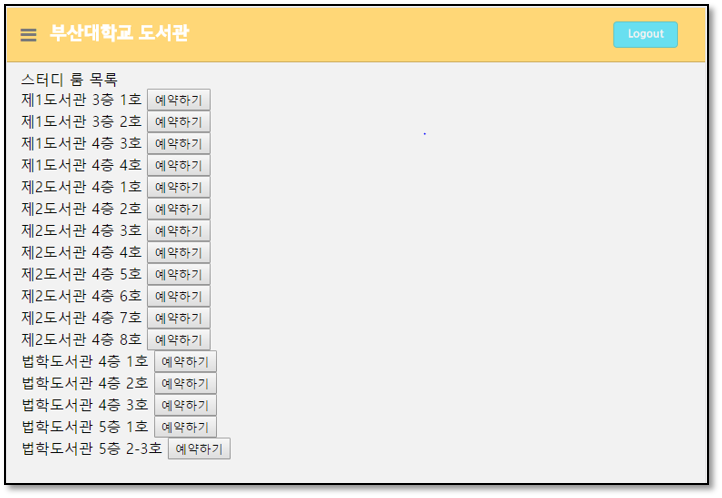 부산대학교 도서관 Logout
스터디 룸 목록
제1도서관 3층 1호 예약하기
제1도서관 3층 2호 예약하기
제1도서관 4층 3호 예약하기
제1도서관 4층 4호 예약하기
제2도서관 4층 1호 예약하기
제2도서관 4층 2호 예약하기
제2도서관 4층 3호 예약하기
제2도서관 4층 4호 예약하기
제2도서관 4층 5호 예약하기
제2도서관 4층 6호 예약하기
제2도서관 4층 7호 예약하기
제2도서관 4층 8호 예약하기
법학도서관 4층 1호 예약하기
법학도서관 4층 2호 예약하기
법학도서관 4층 3호 예약하기
법학도서관 5층 1호 예약하기
법학도서관 5층 2-3호 예약하기